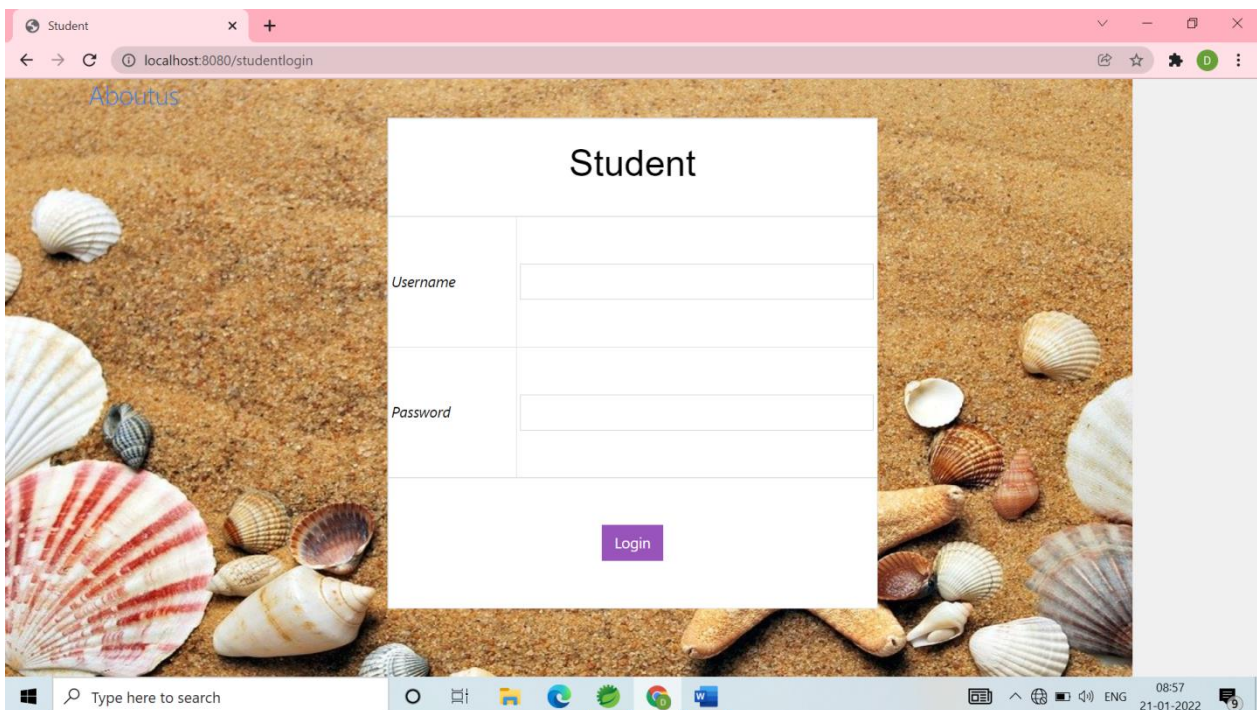 Student
localhost:8080/studentlogin
D
Aboutus
Student
Username
Password
Login
Type here to search
D
W
ENG
08:57
21-01-2022
9